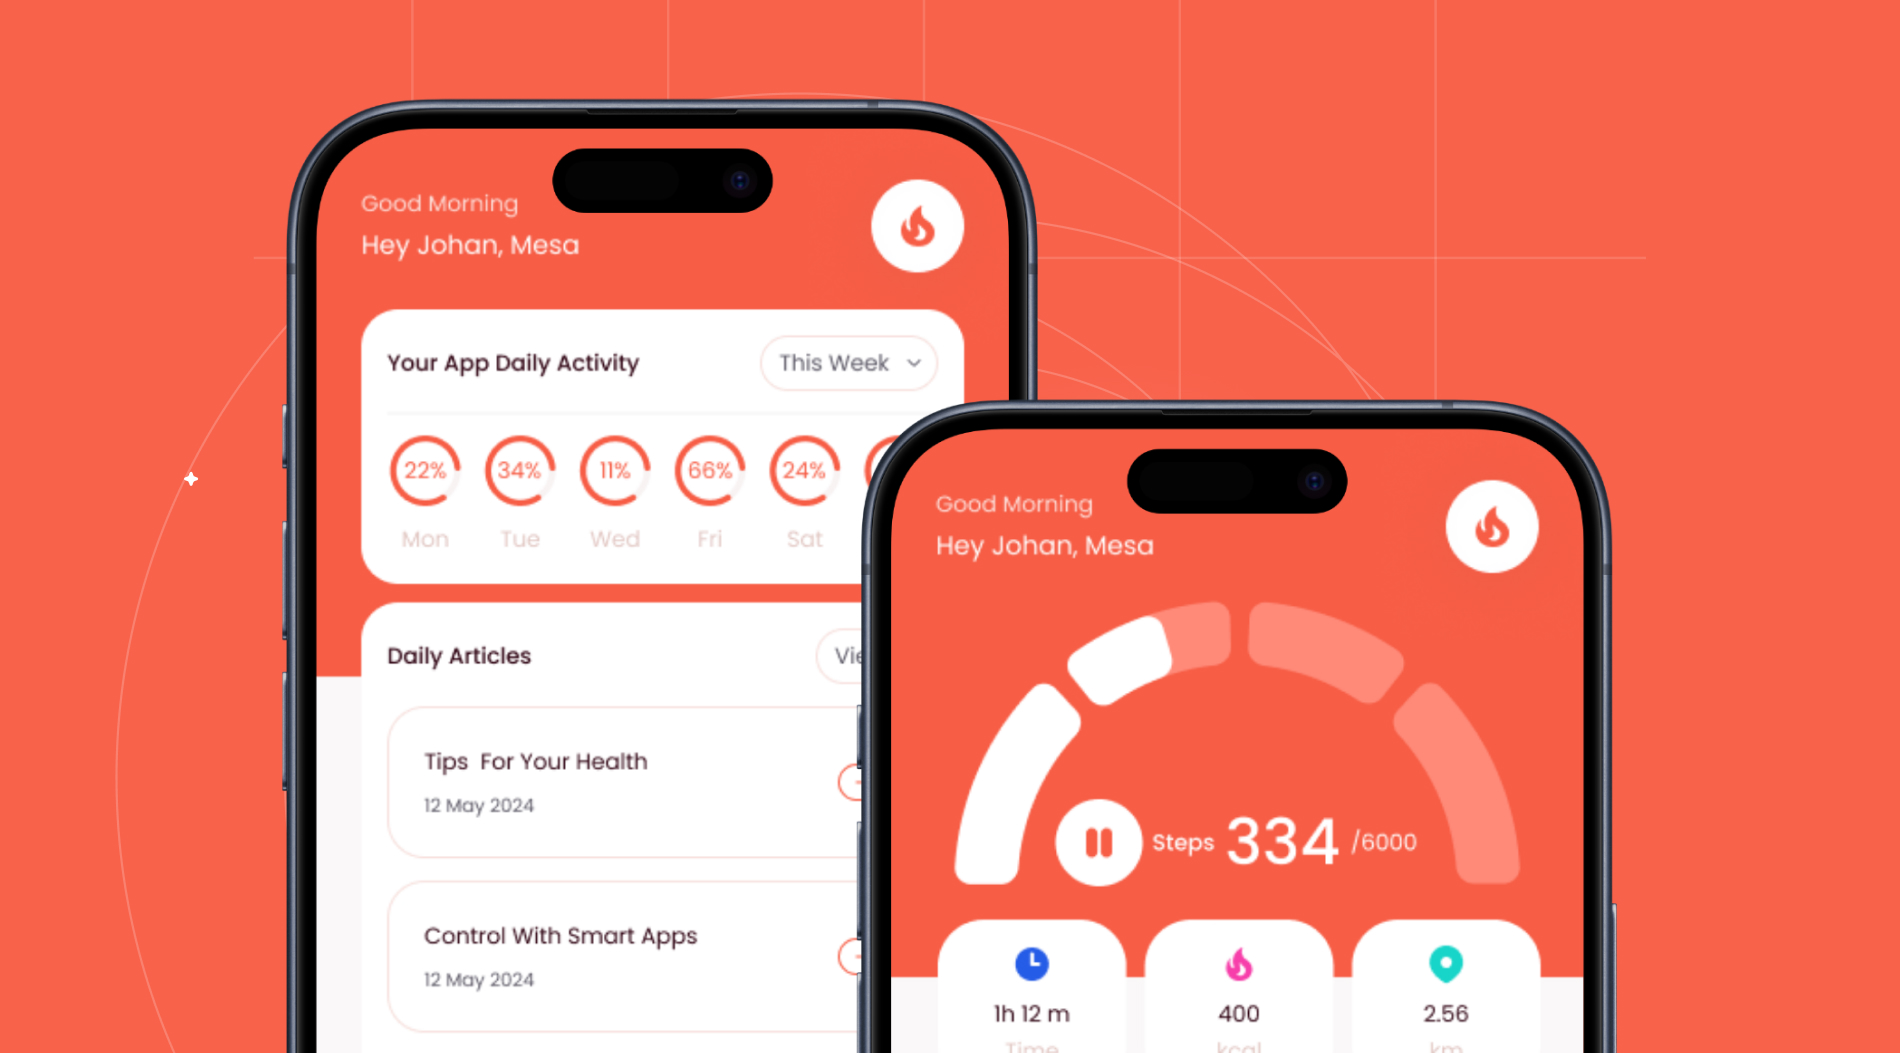 Good Morning
Hey Johan, Mesa
Your App Daily Activity
This Week
22% 34% 11% 66% 24%
Mon Tue Wed Fri Sat
Daily Articles
Tips For Your Health
12 May 2024
Control With Smart Apps
12 May 2024
Good Morning
Hey Johan, Mesa
Steps 334 /6000
1h 12 m 400 2.56
Time kcal km